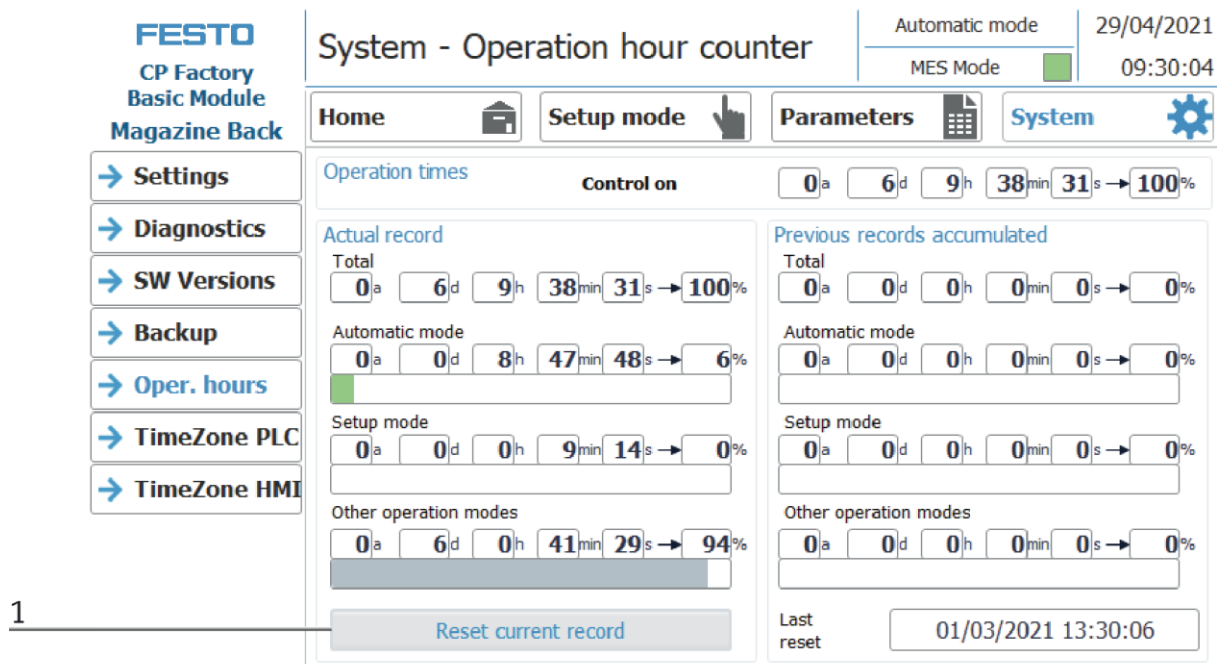 FESTO
CP Factory
Basic Module
Magazine Back
System - Operation hour counter
Automatic mode
MES Mode
29/04/2021
09:30:04
Home
Setup mode
Parameters
System
Settings
Diagnostics
SW Versions
Backup
Oper. hours
TimeZone PLC
TimeZone HMI
Operation times
Control on 0 a 6 d 9 h 38 min 31 s → 100 %
Actual record
Total
0 a 6 d 9 h 38 min 31 s → 100 %
Automatic mode
0 a 0 d 8 h 47 min 48 s → 6 %
Setup mode
0 a 0 d 0 h 9 min 14 s → 0 %
Other operation modes
0 a 6 d 0 h 41 min 29 s → 94 %
Reset current record
Previous records accumulated
Total
0 a 0 d 0 h 0 min 0 s → 0 %
Automatic mode
0 a 0 d 0 h 0 min 0 s → 0 %
Setup mode
0 a 0 d 0 h 0 min 0 s → 0 %
Other operation modes
0 a 0 d 0 h 0 min 0 s → 0 %
Last
reset
01/03/2021 13:30:06
1